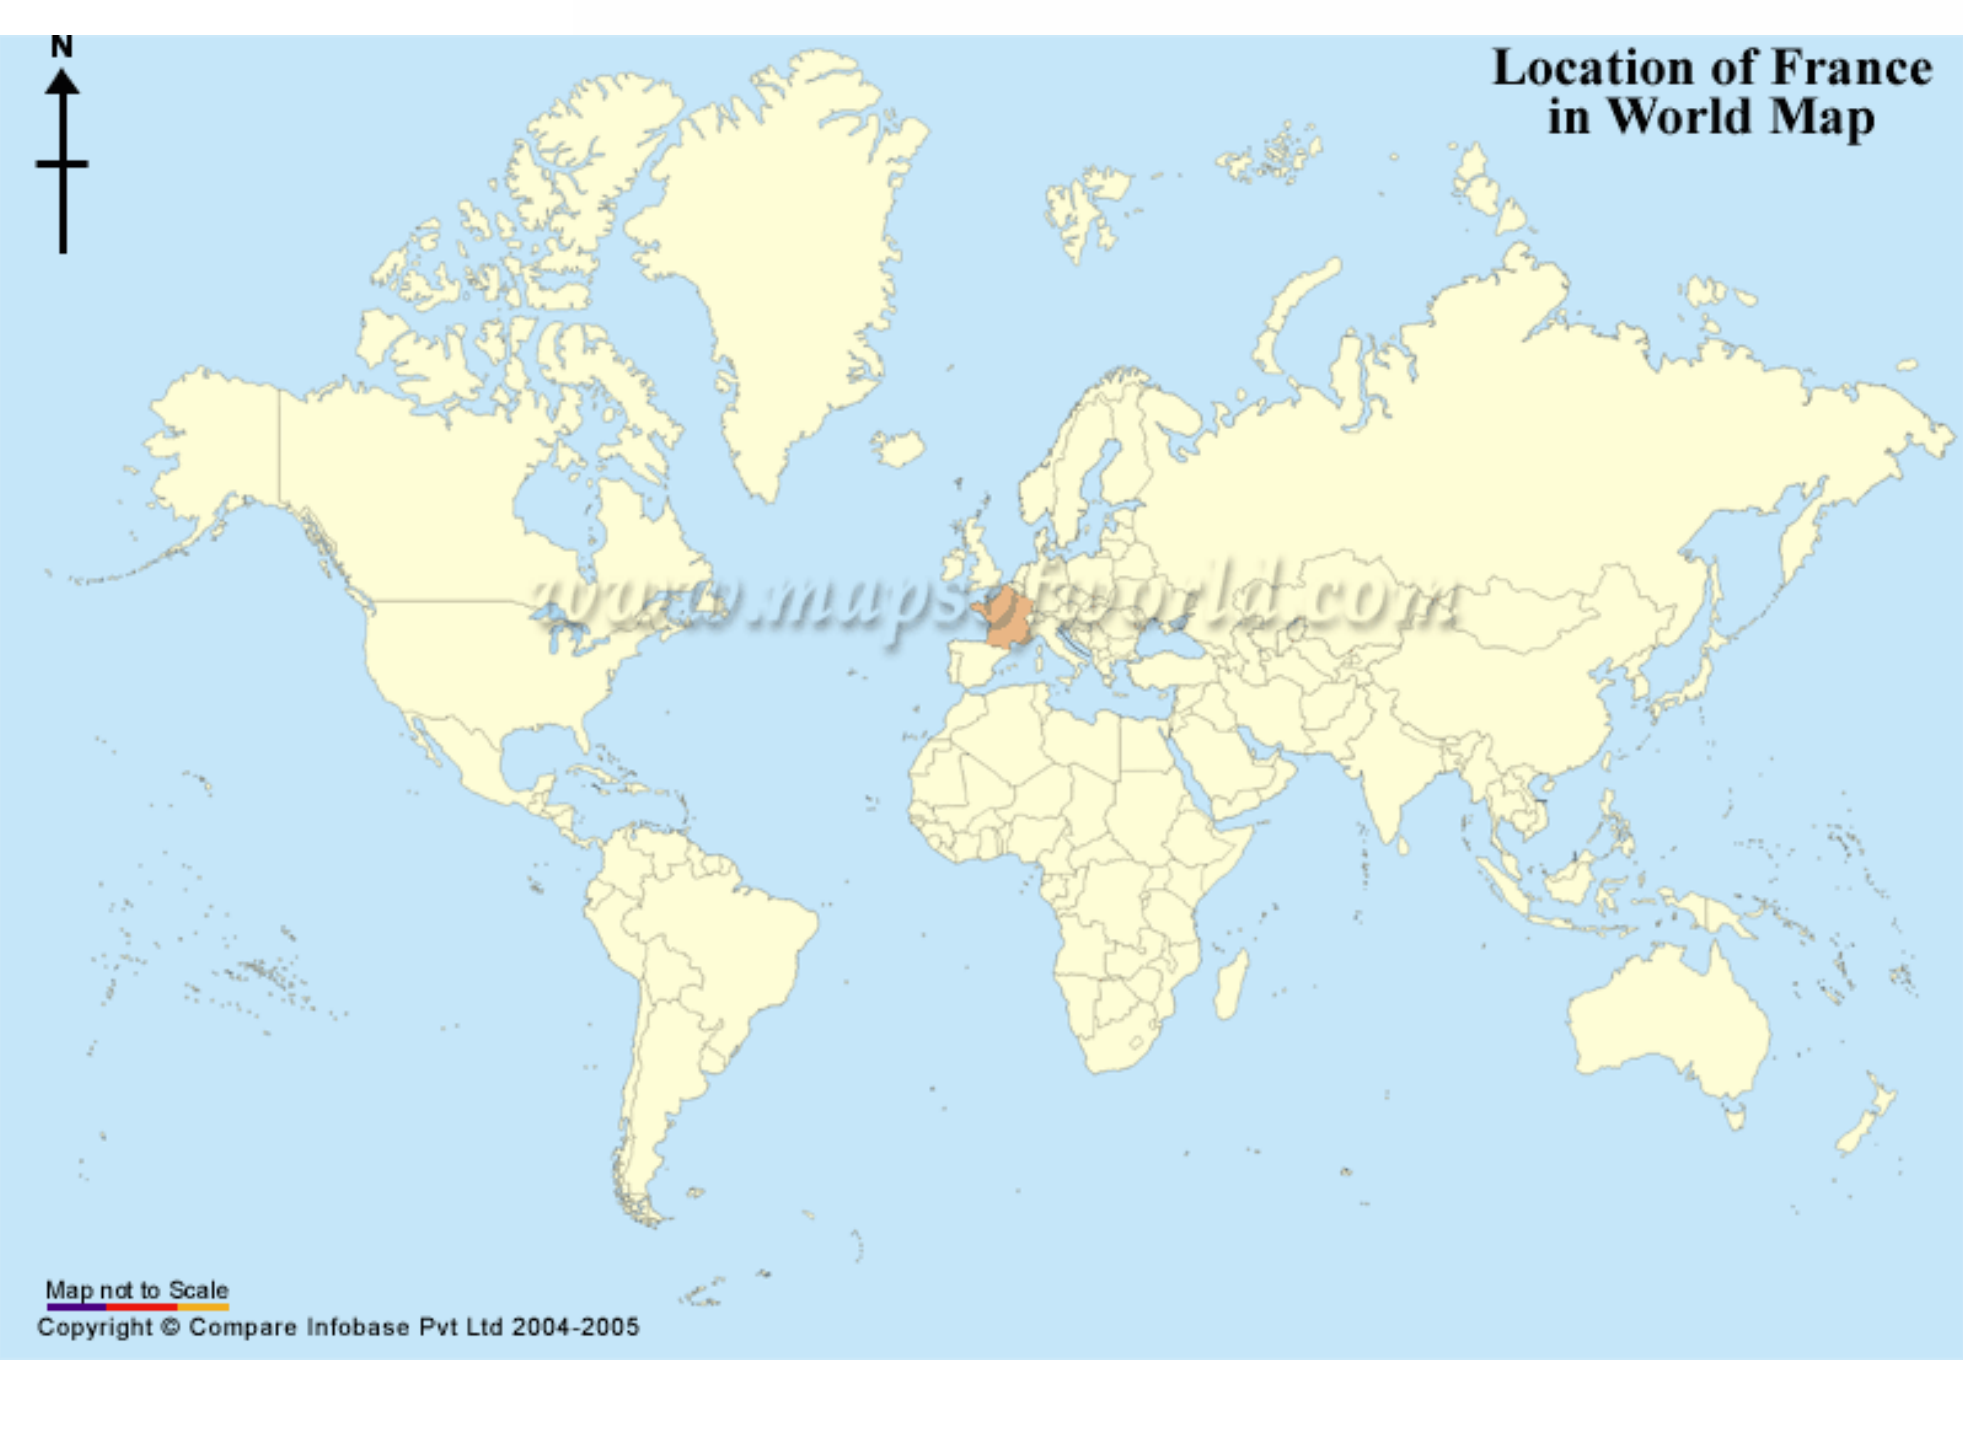 N
Location of France
in World Map
www.mapsofworld.com
Map not to Scale
Copyright © Compare Infobase Pvt Ltd 2004-2005